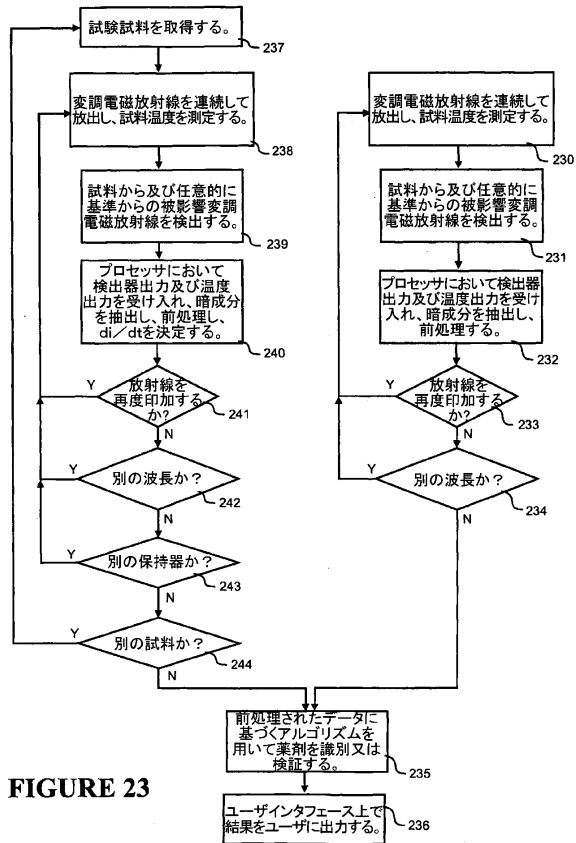 試験試料を取得する。
237
変調電磁放射線を連続して
放出し、試料温度を測定する。
238
試料から及び任意的に
基準からの被影響変調
電磁放射線を検出する。
239
プロセッサにおいて
検出器出力及び温度
出力を受け入れ、暗成分
を抽出し、前処理し、
di/dtを決定する。
240
放射線を
再度印加する
か?
241
Y
N
別の波長か?
242
Y
N
別の保持器か?
243
Y
N
別の試料か?
244
Y
N
変調電磁放射線を連続して
放出し、試料温度を測定する。
230
試料から及び任意的に
基準からの被影響変調
電磁放射線を検出する。
231
プロセッサにおいて検出器
出力及び温度出力を受け
入れ、暗成分を抽出し、
前処理する。
232
放射線を
再度印加する
か?
233
Y
N
別の波長か?
234
Y
N
前処理されたデータに
基づくアルゴリズムを
用いて薬剤を識別又は
検証する。
235
ユーザインタフェース上で
結果をユーザに出力する。
236
FIGURE 23